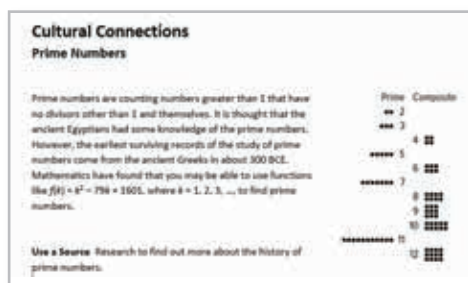 Cultural Connections
Prime Numbers
Prime numbers are counting numbers greater than 1 that have
no divisors other than 1 and themselves. It is thought that the
ancient Egyptians had some knowledge of the prime numbers.
However, the earliest surviving records of the study of prime
numbers come from the ancient Greeks in about 300 BCE.
Mathematics have found that you may be able to use functions
like f(k) = k² − 79k + 1601, where k = 1, 2, 3, ..., to find prime
numbers.
Use a Source Research to find out more about the history of
prime numbers.
Prime Composite
2
3
4
5
6
7
8
9
10
11
12